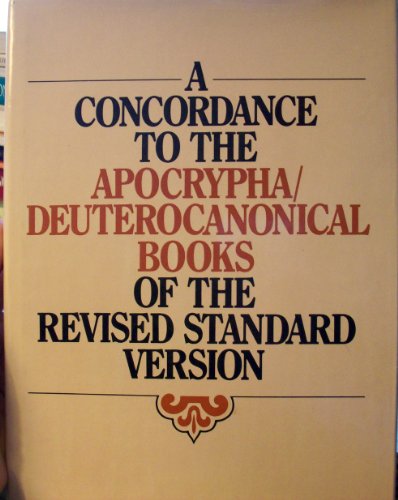 A
CONCORDANCE
TO THE
APOCRYPHA/
DEUTEROCANONICAL
BOOKS
OF THE
REVISED STANDARD
VERSION